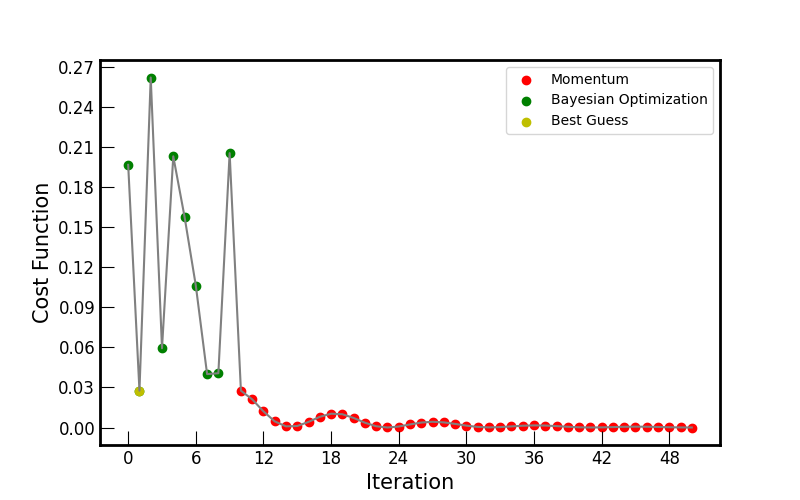 Momentum
Bayesian Optimization
Best Guess
0.27
0.24
0.21
0.18
0.15
0.12
0.09
0.06
0.03
0.00
Cost Function
0 6 12 18 24 30 36 42 48
Iteration